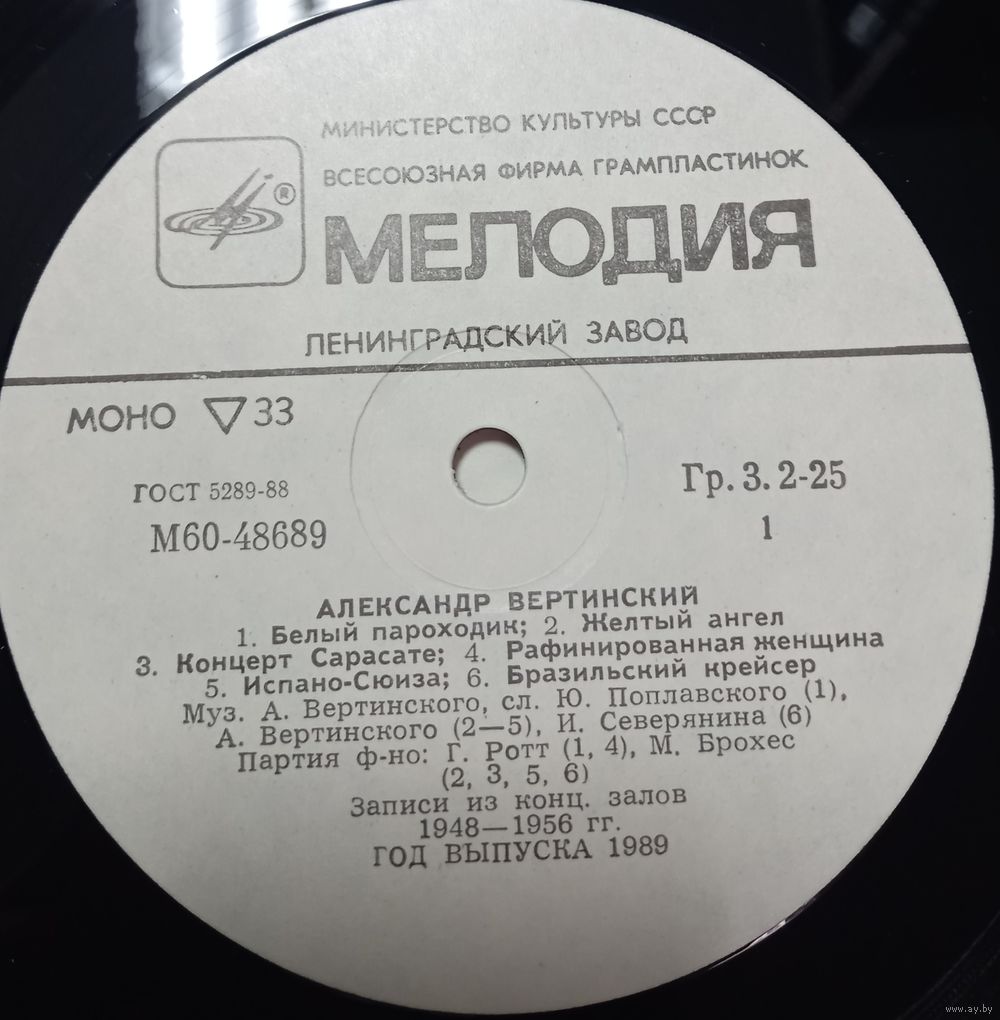 МИНИСТЕРСТВО КУЛЬТУРЫ СССР
ВСЕСОЮЗНАЯ ФИРМА ГРАМПЛАСТИНОК
®
МЕЛОДИЯ
ЛЕНИНГРАДСКИЙ ЗАВОД
МОНО ▽ 33
ГОСТ 5289-88
М60-48689
Гр. 3. 2-25
1
АЛЕКСАНДР ВЕРТИНСКИЙ
1. Белый пароходик; 2. Желтый ангел
3. Концерт Сарасате; 4. Рафинированная женщина
5. Испано-Сюиза; 6. Бразильский крейсер
Муз. А. Вертинского, сл. Ю. Поплавского (1),
А. Вертинского (2—5), И. Северянина (6)
Партия ф-но: Г. Ротт (1, 4), М. Брохес
(2, 3, 5, 6)
Записи из конц. залов
1948—1956 гг.
ГОД ВЫПУСКА 1989
www.ay.by